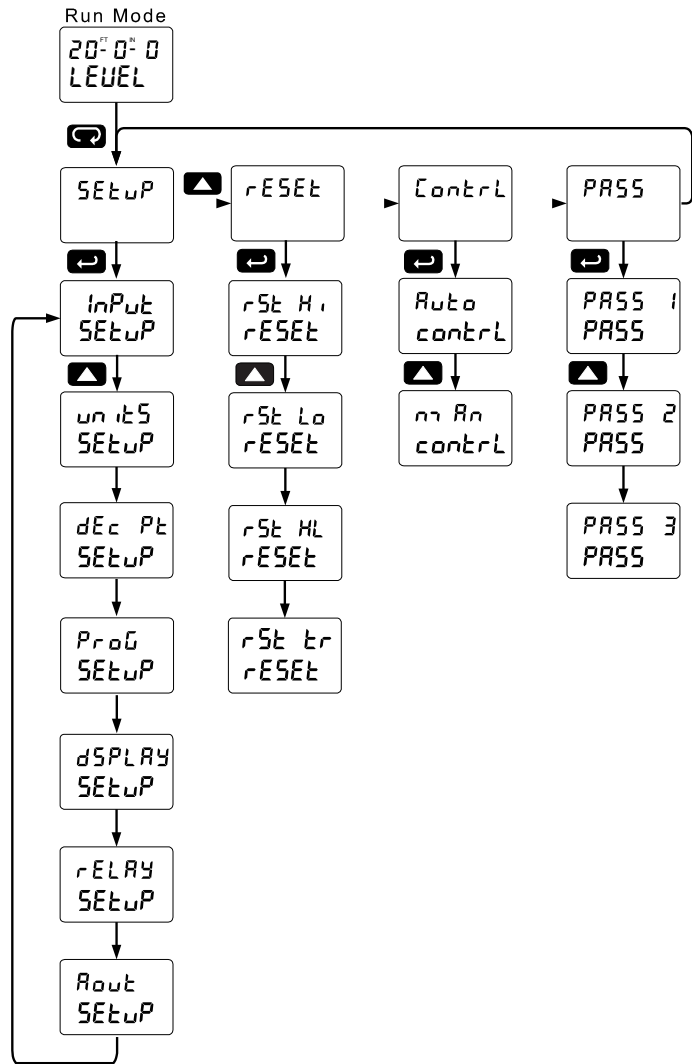 Run Mode
20 FT 0 IN 0
LEVEL
SEtuP
rESEt
ContrL
PASS
InPut
SEtuP
unitS
SEtuP
dEc Pt
SEtuP
ProG
SEtuP
dSPLAY
SEtuP
rELAY
SEtuP
Aout
SEtuP
rSt Hi
rESEt
rSt Lo
rESEt
rSt HL
rESEt
rSt tr
rESEt
Auto
contrL
mAn
contrL
PASS 1
PASS
PASS 2
PASS
PASS 3
PASS